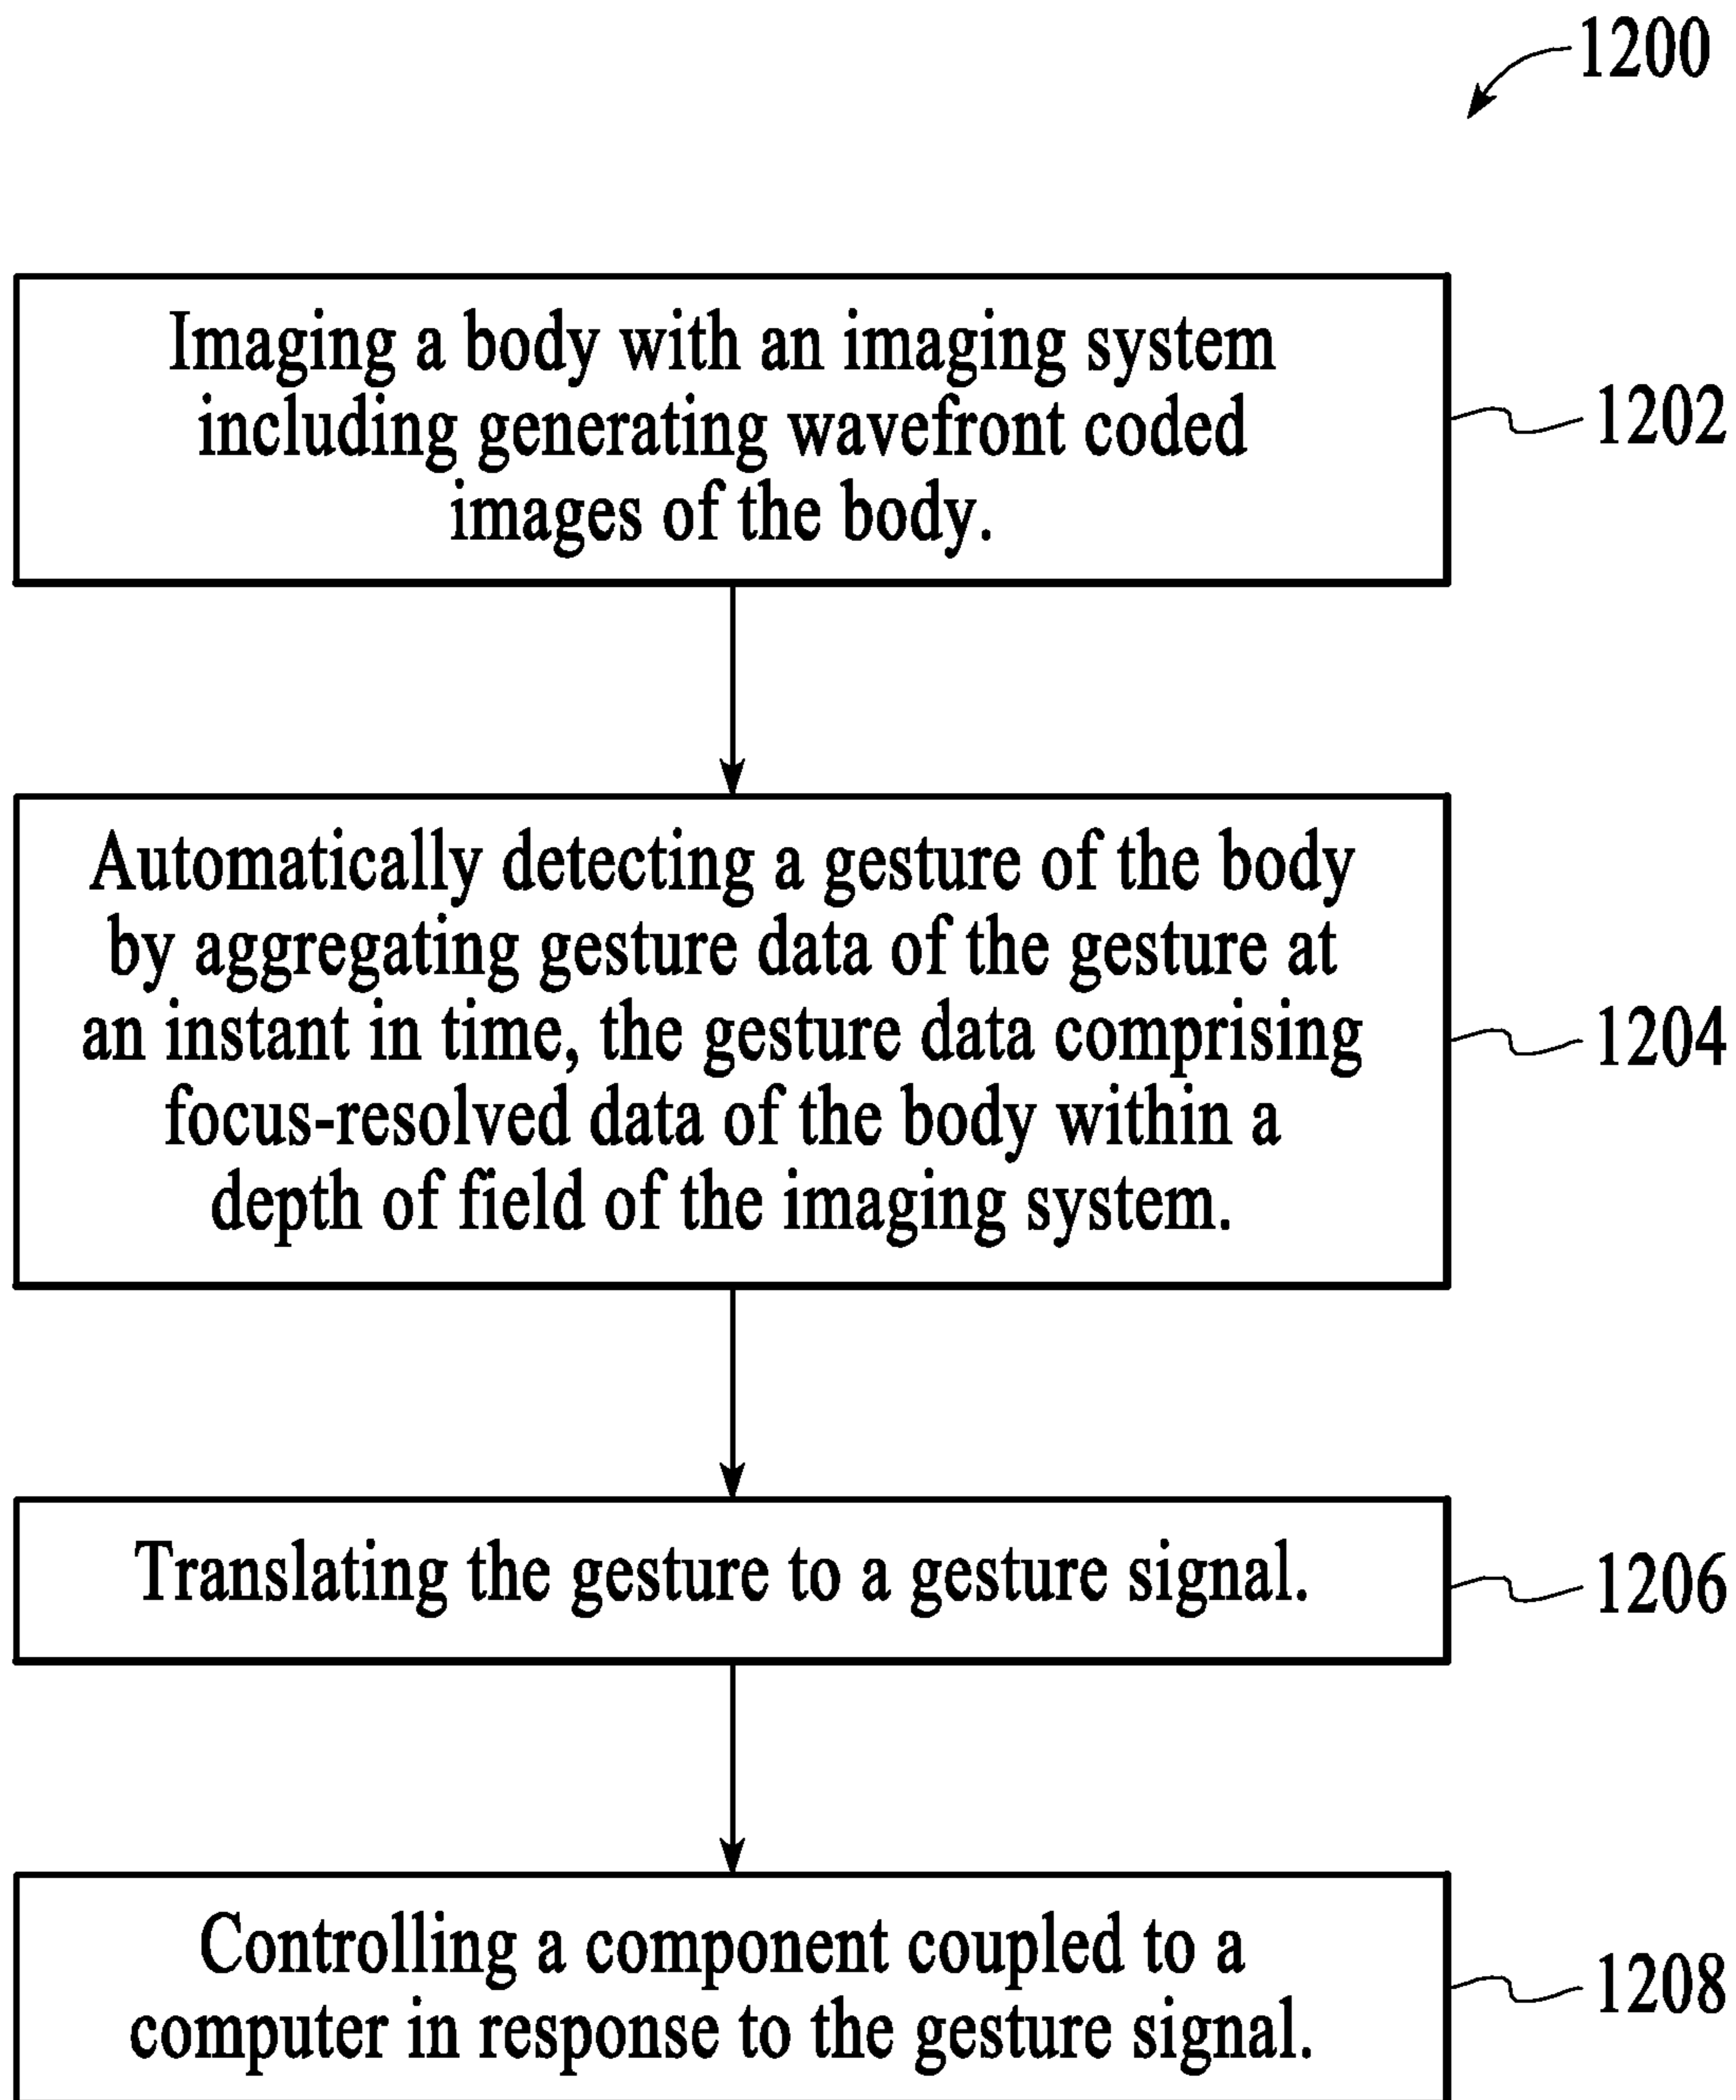 1200
Imaging a body with an imaging system
including generating wavefront coded
images of the body.
1202
Automatically detecting a gesture of the body
by aggregating gesture data of the gesture at
an instant in time, the gesture data comprising
focus-resolved data of the body within a
depth of field of the imaging system.
1204
Translating the gesture to a gesture signal.
1206
Controlling a component coupled to a
computer in response to the gesture signal.
1208